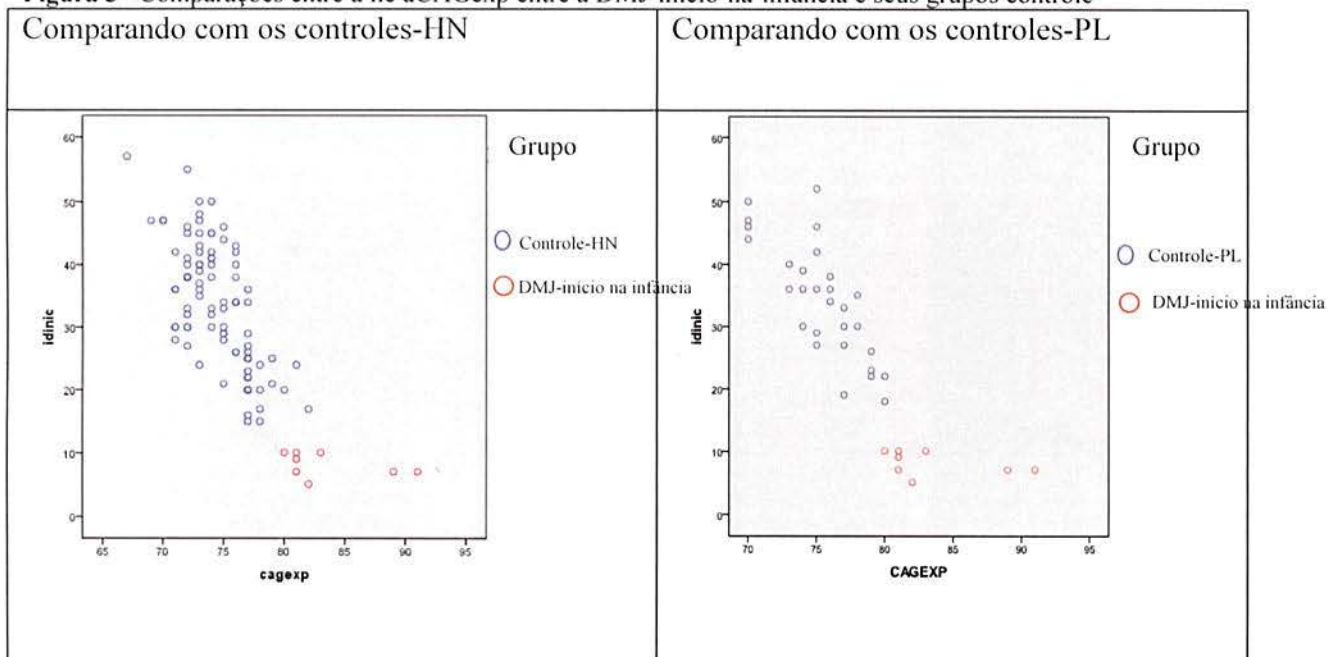 Comparando com os controles-HN
Comparando com os controles-PL
Grupo
Controle-HN
DMJ-início na infância
60
50
40
30
20
10
0
idinic
65 70 75 80 85 90 95
cagexp
Grupo
Controle-PL
DMJ-inicio na infância
60
50
40
30
20
10
0
idinic
70 75 80 85 90 95
CAGEXP